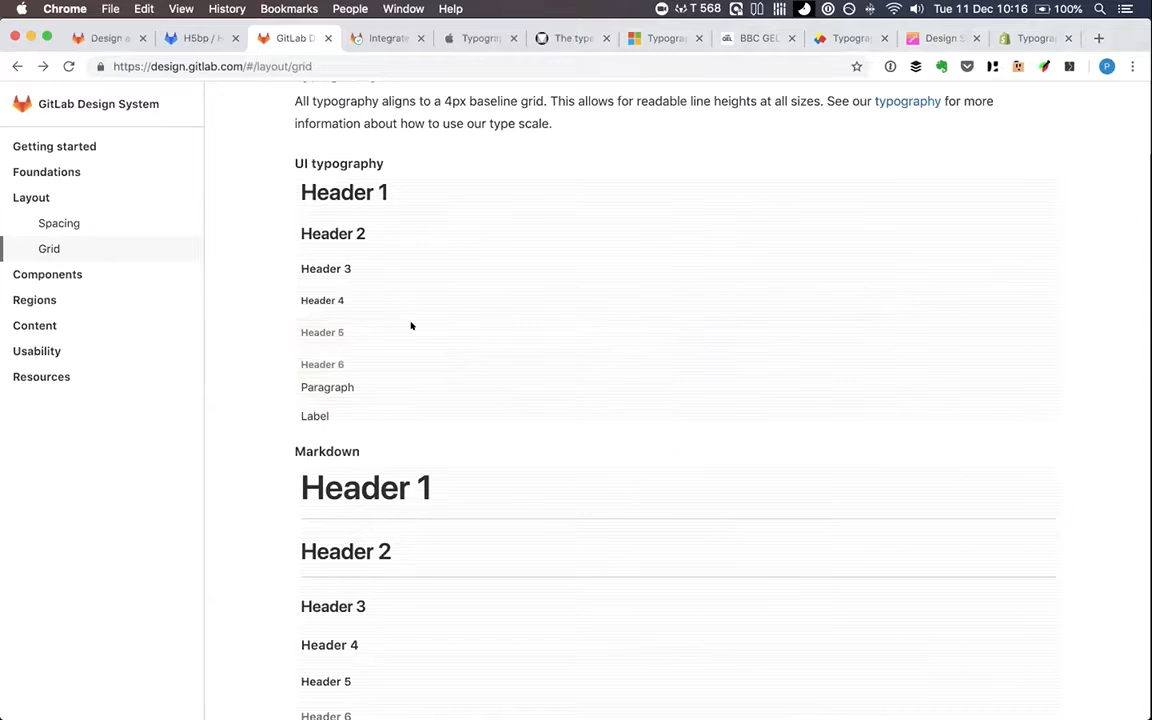 Chrome File Edit View History Bookmarks People Window Help
T 568
Tue 11 Dec 10:16
100%
Design a
H5bp / H
GitLab D
Integrate
Typogra
The type
Typogra
BBC GEL
Typogra
Design S
Typogra
https://design.gitlab.com/#/layout/grid
P
GitLab Design System
Getting started
Foundations
Layout
Spacing
Grid
Components
Regions
Content
Usability
Resources
All typography aligns to a 4px baseline grid. This allows for readable line heights at all sizes. See our typography for more
information about how to use our type scale.
UI typography
Header 1
Header 2
Header 3
Header 4
Header 5
Header 6
Paragraph
Label
Markdown
Header 1
Header 2
Header 3
Header 4
Header 5
Header 6